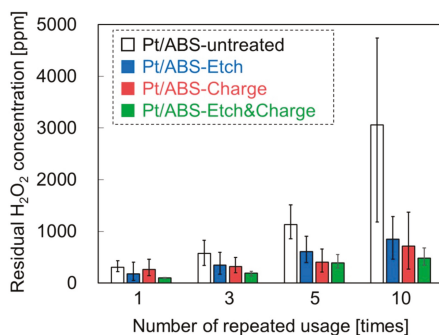 Residual H₂O₂ concentration [ppm]
5000
4000
3000
2000
1000
0
Pt/ABS-untreated
Pt/ABS-Etch
Pt/ABS-Charge
Pt/ABS-Etch&Charge
1 3 5 10
Number of repeated usage [times]